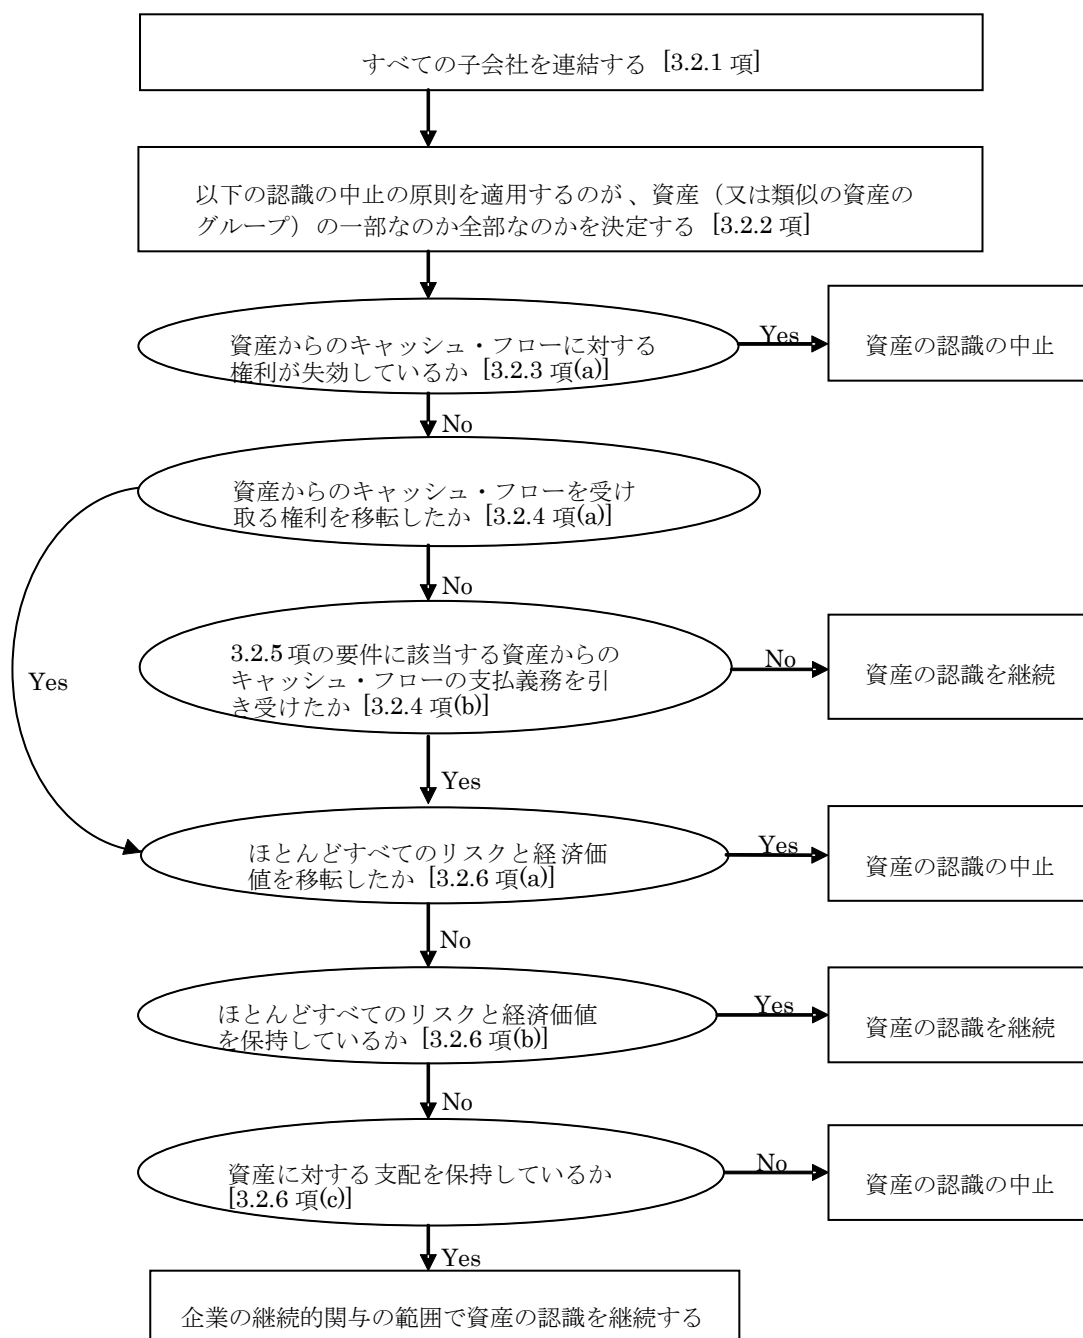 すべての子会社を連結する [3.2.1 項]
以下の認識の中止の原則を適用するのが、資産（又は類似の資産の
グループ）の一部なのか全部なのかを決定する [3.2.2 項]
資産からのキャッシュ・フローに対する
権利が失効しているか [3.2.3 項(a)]
Yes
資産の認識の中止
No
資産からのキャッシュ・フローを受け
取る権利を移転したか [3.2.4 項(a)]
Yes
No
3.2.5 項の要件に該当する資産からの
キャッシュ・フローの支払義務を引
き受けたか [3.2.4 項(b)]
No
資産の認識を継続
Yes
ほとんどすべてのリスクと経済価
値を移転したか [3.2.6 項(a)]
Yes
資産の認識の中止
No
ほとんどすべてのリスクと経済価値
を保持しているか [3.2.6 項(b)]
Yes
資産の認識を継続
No
資産に対する支配を保持しているか
[3.2.6 項(c)]
No
資産の認識の中止
Yes
企業の継続的関与の範囲で資産の認識を継続する